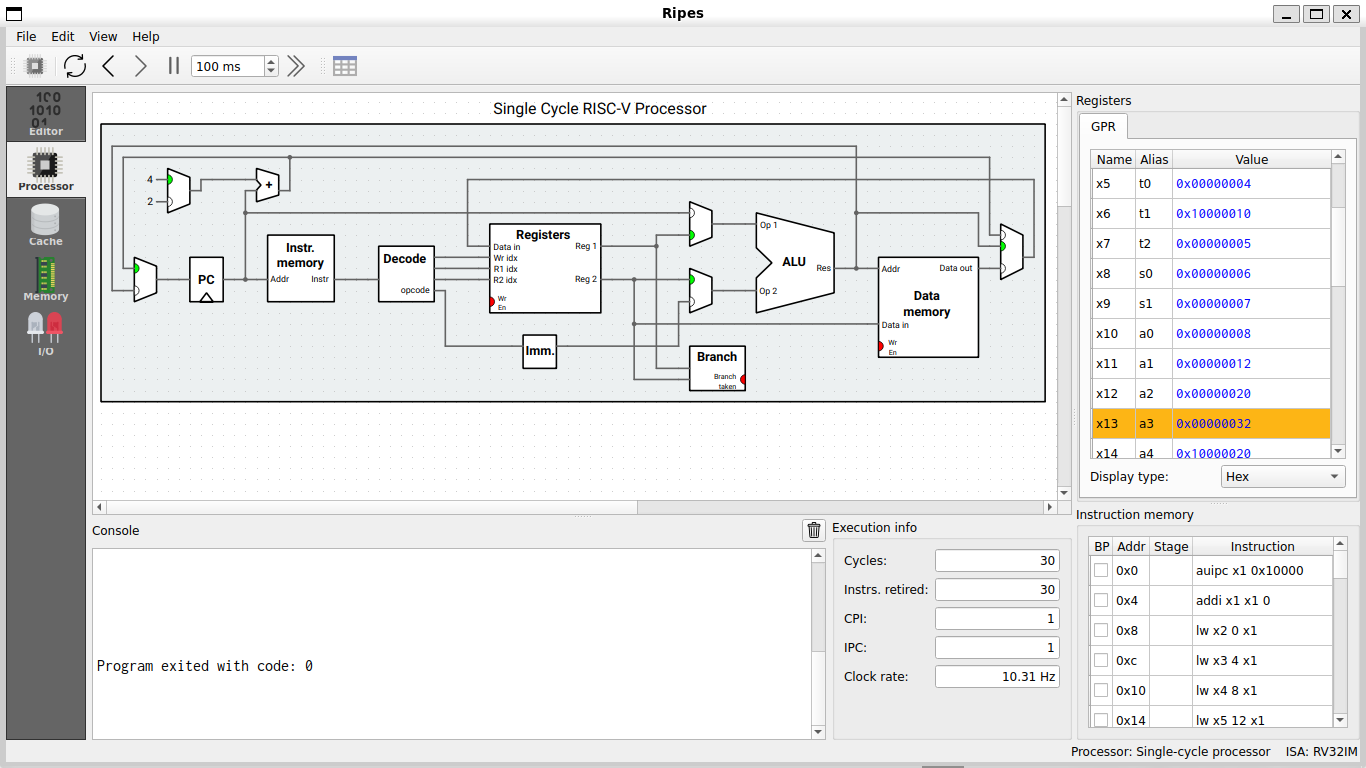 Ripes
File Edit View Help
100 ms
Editor
Processor
Cache
Memory
I/O
Single Cycle RISC-V Processor
4
2
+
PC
Instr. memory
Addr Instr
Decode
opcode
Registers
Data in
Wr idx
R1 idx
R2 idx
Wr
En
Reg 1
Reg 2
Imm.
Op 1
Op 2
ALU
Res
Branch
Branch
taken
Addr Data out
Data
memory
Data in
Wr
En
Registers
GPR
Name Alias Value
x5 t0 0x00000004
x6 t1 0x10000010
x7 t2 0x00000005
x8 s0 0x00000006
x9 s1 0x00000007
x10 a0 0x00000008
x11 a1 0x00000012
x12 a2 0x00000020
x13 a3 0x00000032
x14 a4 0x10000020
Display type: Hex
Console
Program exited with code: 0
Execution info
Cycles: 30
Instrs. retired: 30
CPI: 1
IPC: 1
Clock rate: 10.31 Hz
Instruction memory
BP Addr Stage Instruction
0x0 auipc x1 0x10000
0x4 addi x1 x1 0
0x8 lw x2 0 x1
0xc lw x3 4 x1
0x10 lw x4 8 x1
0x14 lw x5 12 x1
Processor: Single-cycle processor ISA: RV32IM